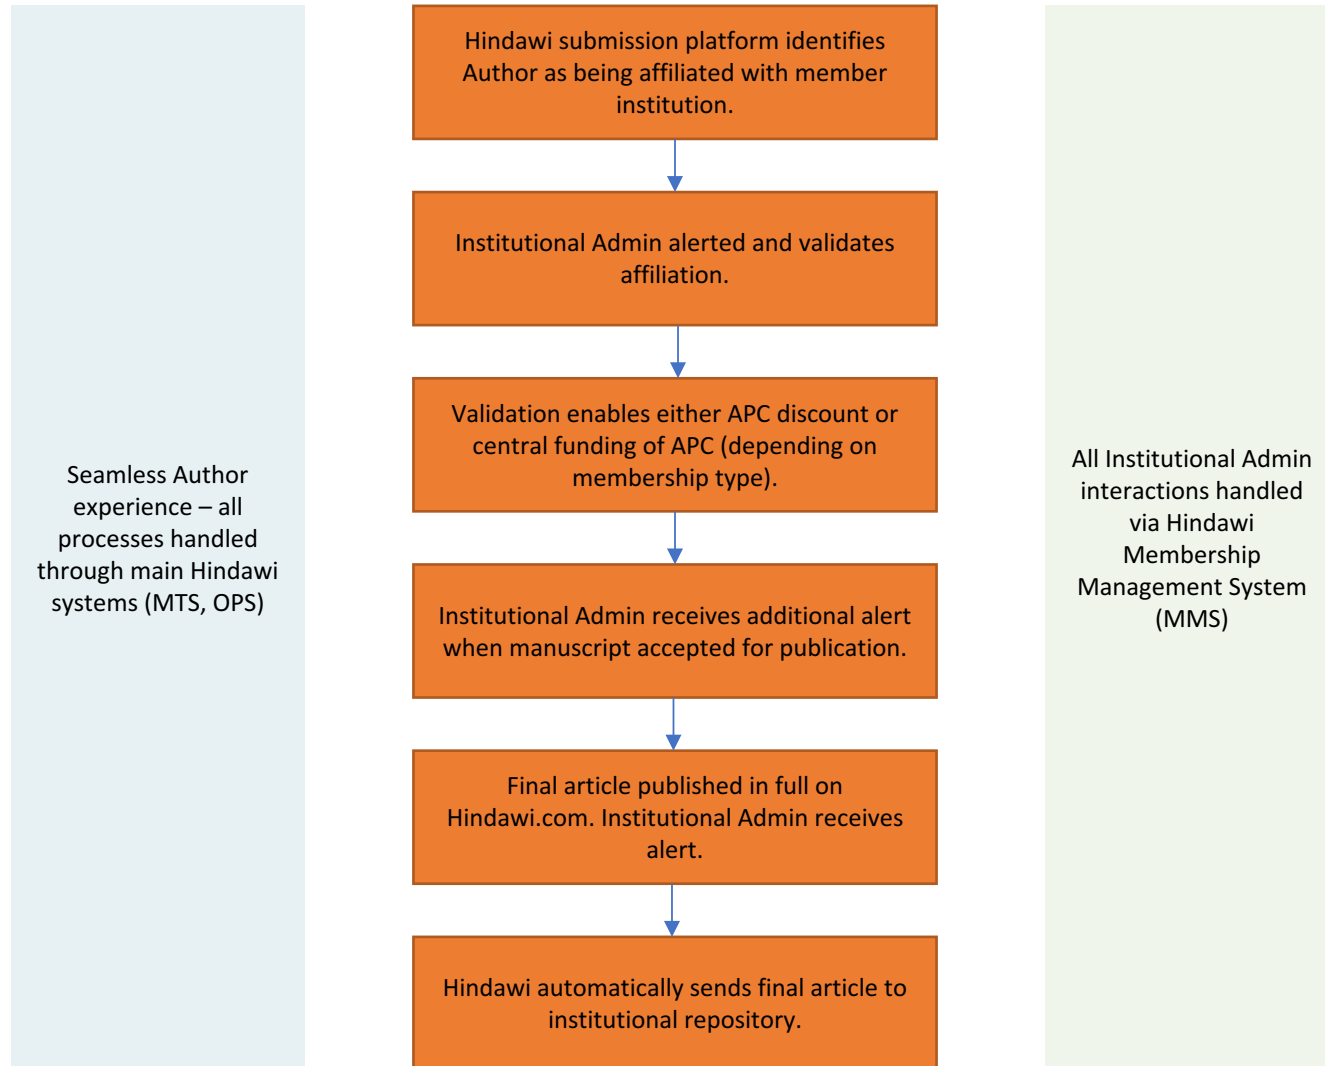 Hindawi submission platform identifies
Author as being affiliated with member
institution.
Institutional Admin alerted and validates
affiliation.
Validation enables either APC discount or
central funding of APC (depending on
membership type).
Institutional Admin receives additional alert
when manuscript accepted for publication.
Final article published in full on
Hindawi.com. Institutional Admin receives
alert.
Hindawi automatically sends final article to
institutional repository.
Seamless Author
experience – all
processes handled
through main Hindawi
systems (MTS, OPS)
All Institutional Admin
interactions handled
via Hindawi
Membership
Management System
(MMS)